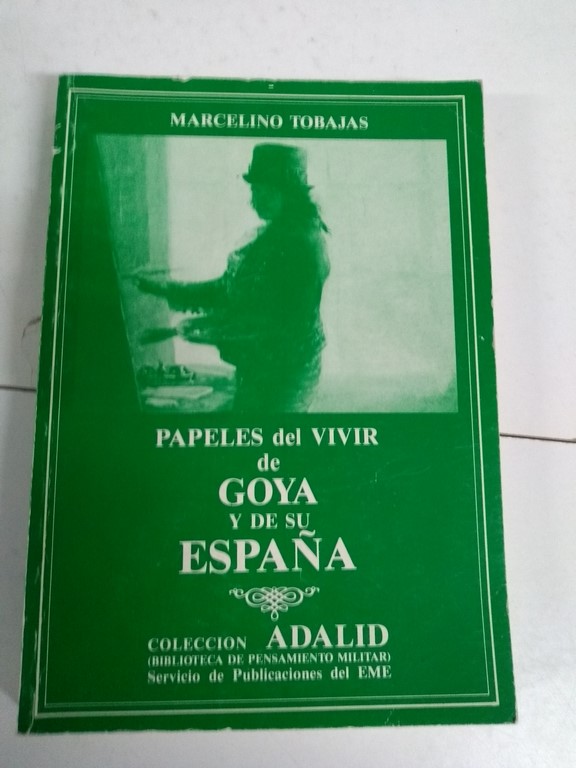 MARCELINO TOBAJAS
PAPELES del VIVIR
de
GOYA
Y DE SU
ESPAÑA
COLECCION ADALID
(BIBLIOTECA DE PENSAMIENTO MILITAR)
Servicio de Publicaciones del EME